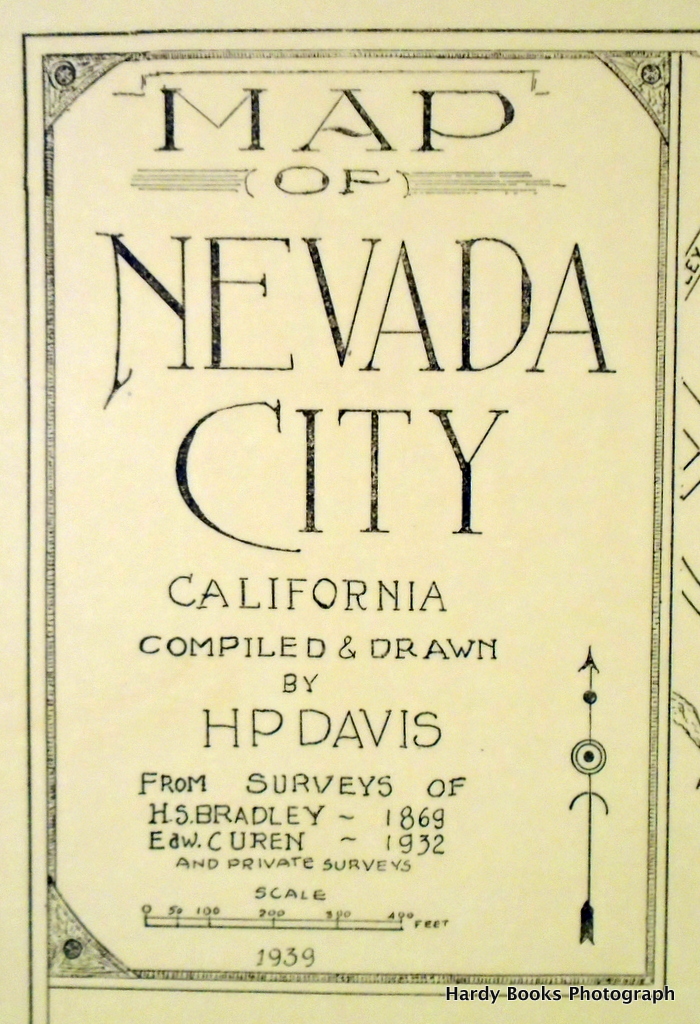 MAP
(OF)
NEVADA
CITY
CALIFORNIA
COMPILED & DRAWN
BY
HP DAVIS
FROM SURVEYS OF
H.S. BRADLEY ~ 1869
Edw. C UREN ~ 1932
AND PRIVATE SURVEYS
SCALE
0 50 100 200 300 400 FEET
1939
Hardy Books Photograph